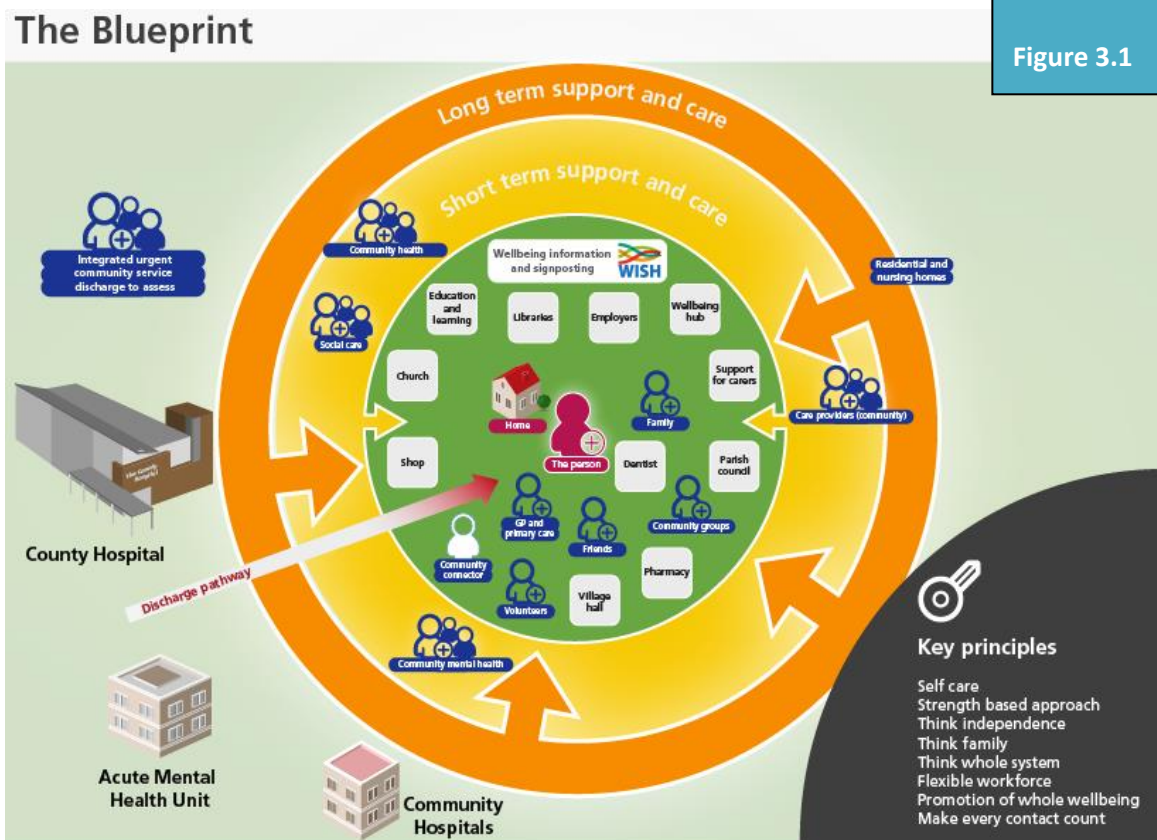 The Blueprint
Figure 3.1
Long term support and care
Short term support and care
Integrated urgent
community service
discharge to assess
Community health
Wellbeing information
and signposting
WISH
Residential and
nursing homes
Education
and
learning
Libraries
Employers
Wellbeing
hub
Social care
Church
Support
for carers
Home
Family
Care providers (community)
The person
Shop
Dentist
Parish
council
County Hospital
GP and
primary care
Community groups
Friends
Community
connector
Pharmacy
Discharge pathway
Volunteers
Village
hall
Community mental health
Acute Mental
Health Unit
Community
Hospitals
Key principles
Self care
Strength based approach
Think independence
Think family
Think whole system
Flexible workforce
Promotion of whole wellbeing
Make every contact count